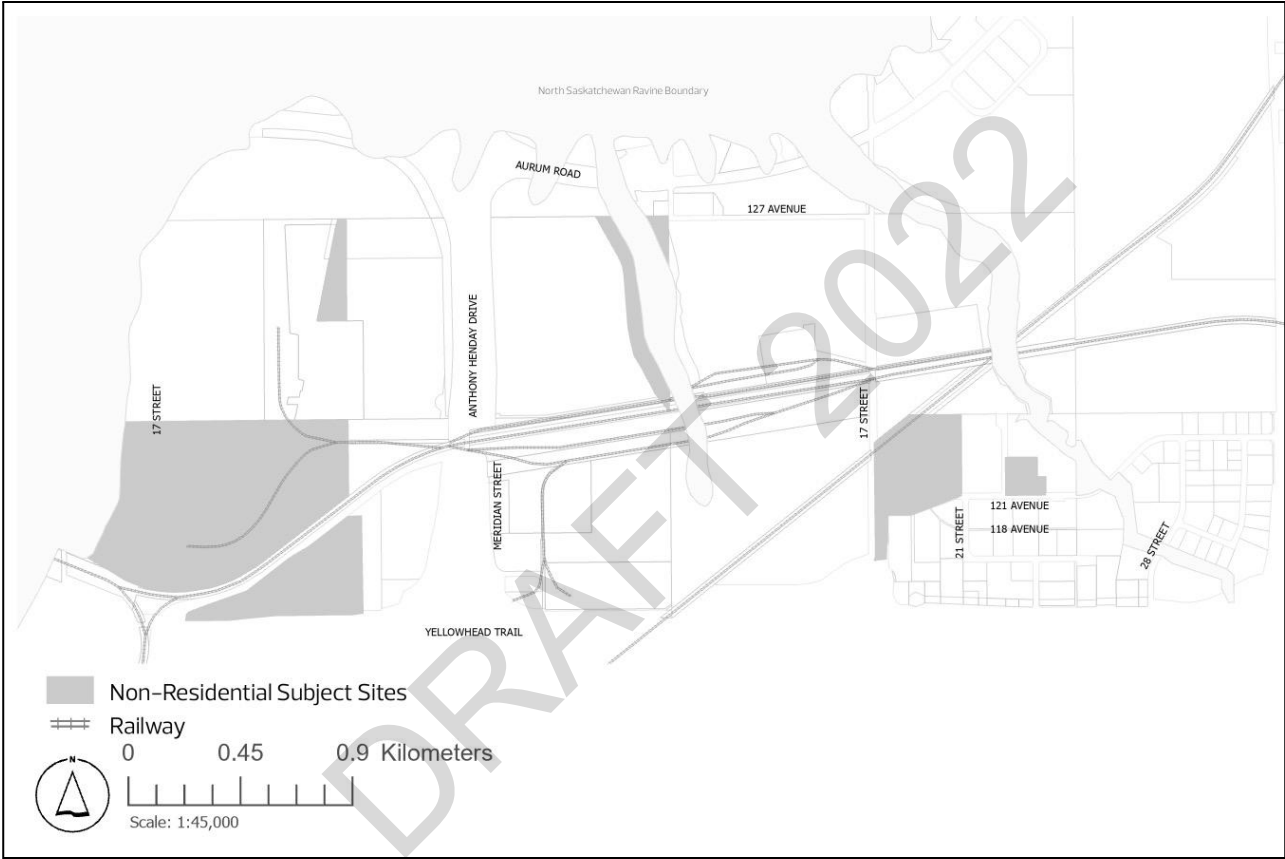 North Saskatchewan Ravine Boundary
AURUM ROAD
127 AVENUE
ANTHONY HENDAY DRIVE
17 STREET
17 STREET
MERIDIAN STREET
121 AVENUE
21 STREET
118 AVENUE
28 STREET
YELLOWHEAD TRAIL
DRAFT 2022
Non-Residential Subject Sites
Railway
0 0.45 0.9 Kilometers
N
Scale: 1:45,000